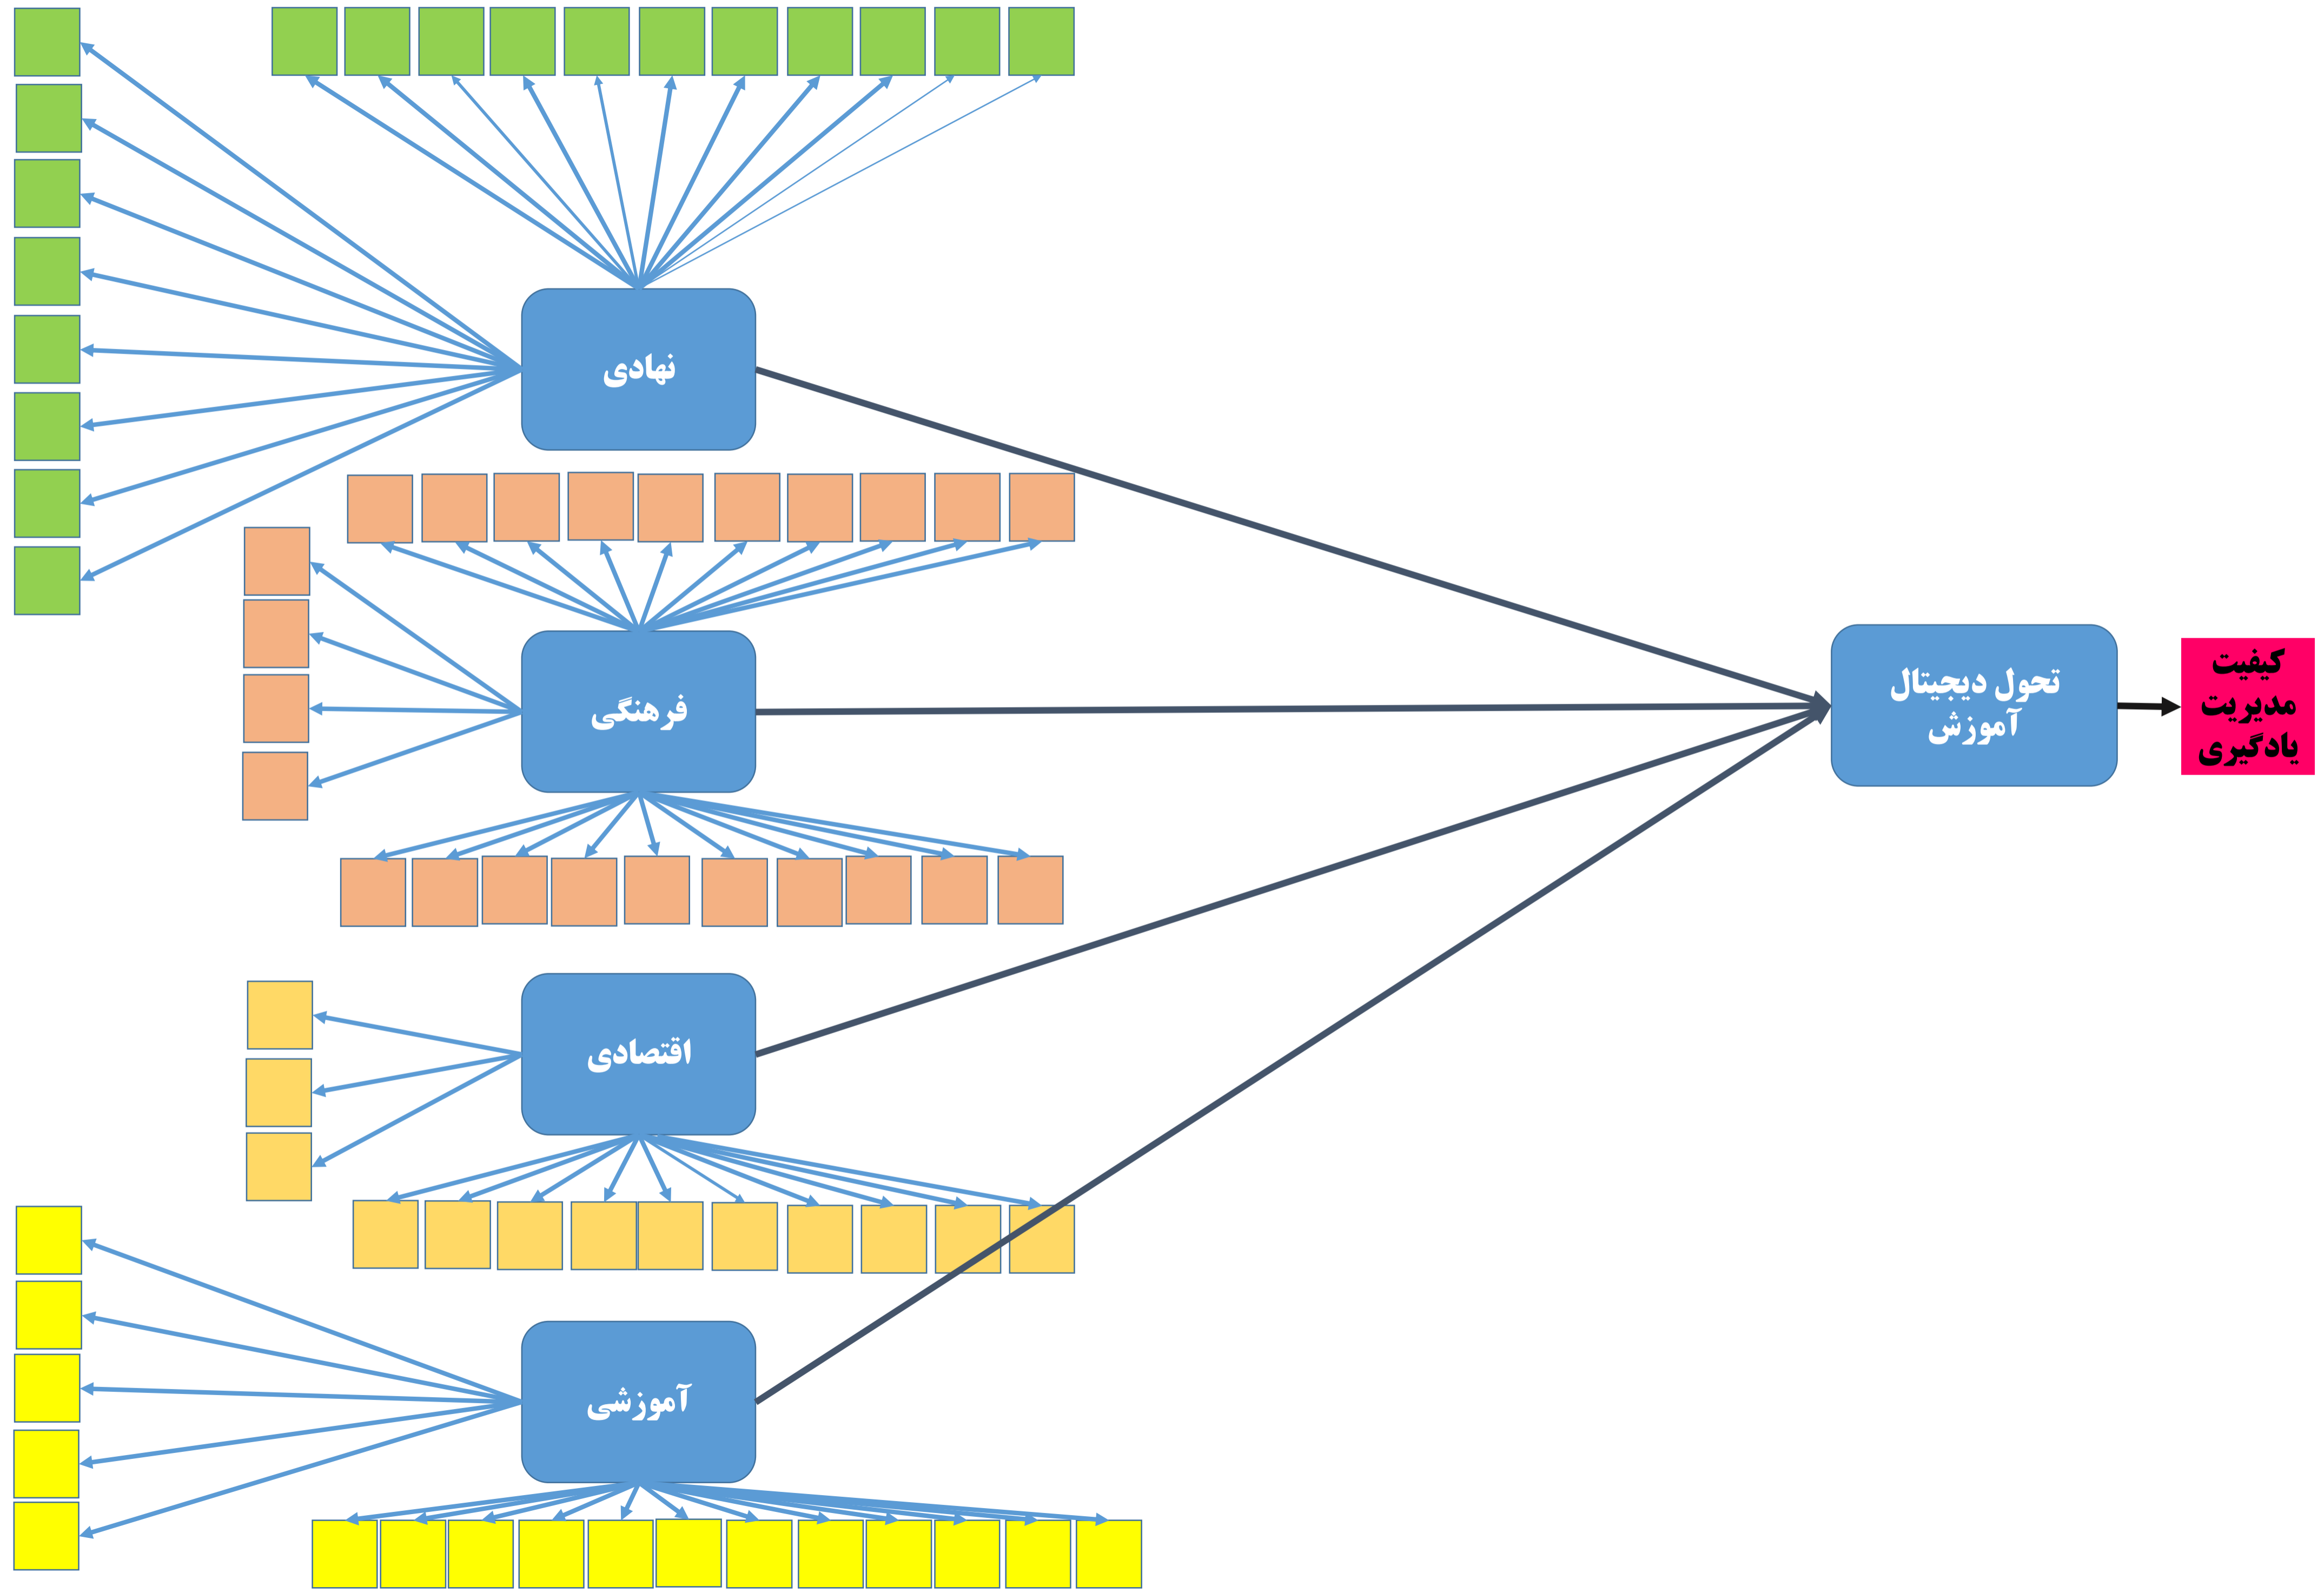 نهادی
فرهنگی
اقتصادی
آموزشی
تحول دیجیتال
آموزش
کیفیت
مدیریت
یادگیری